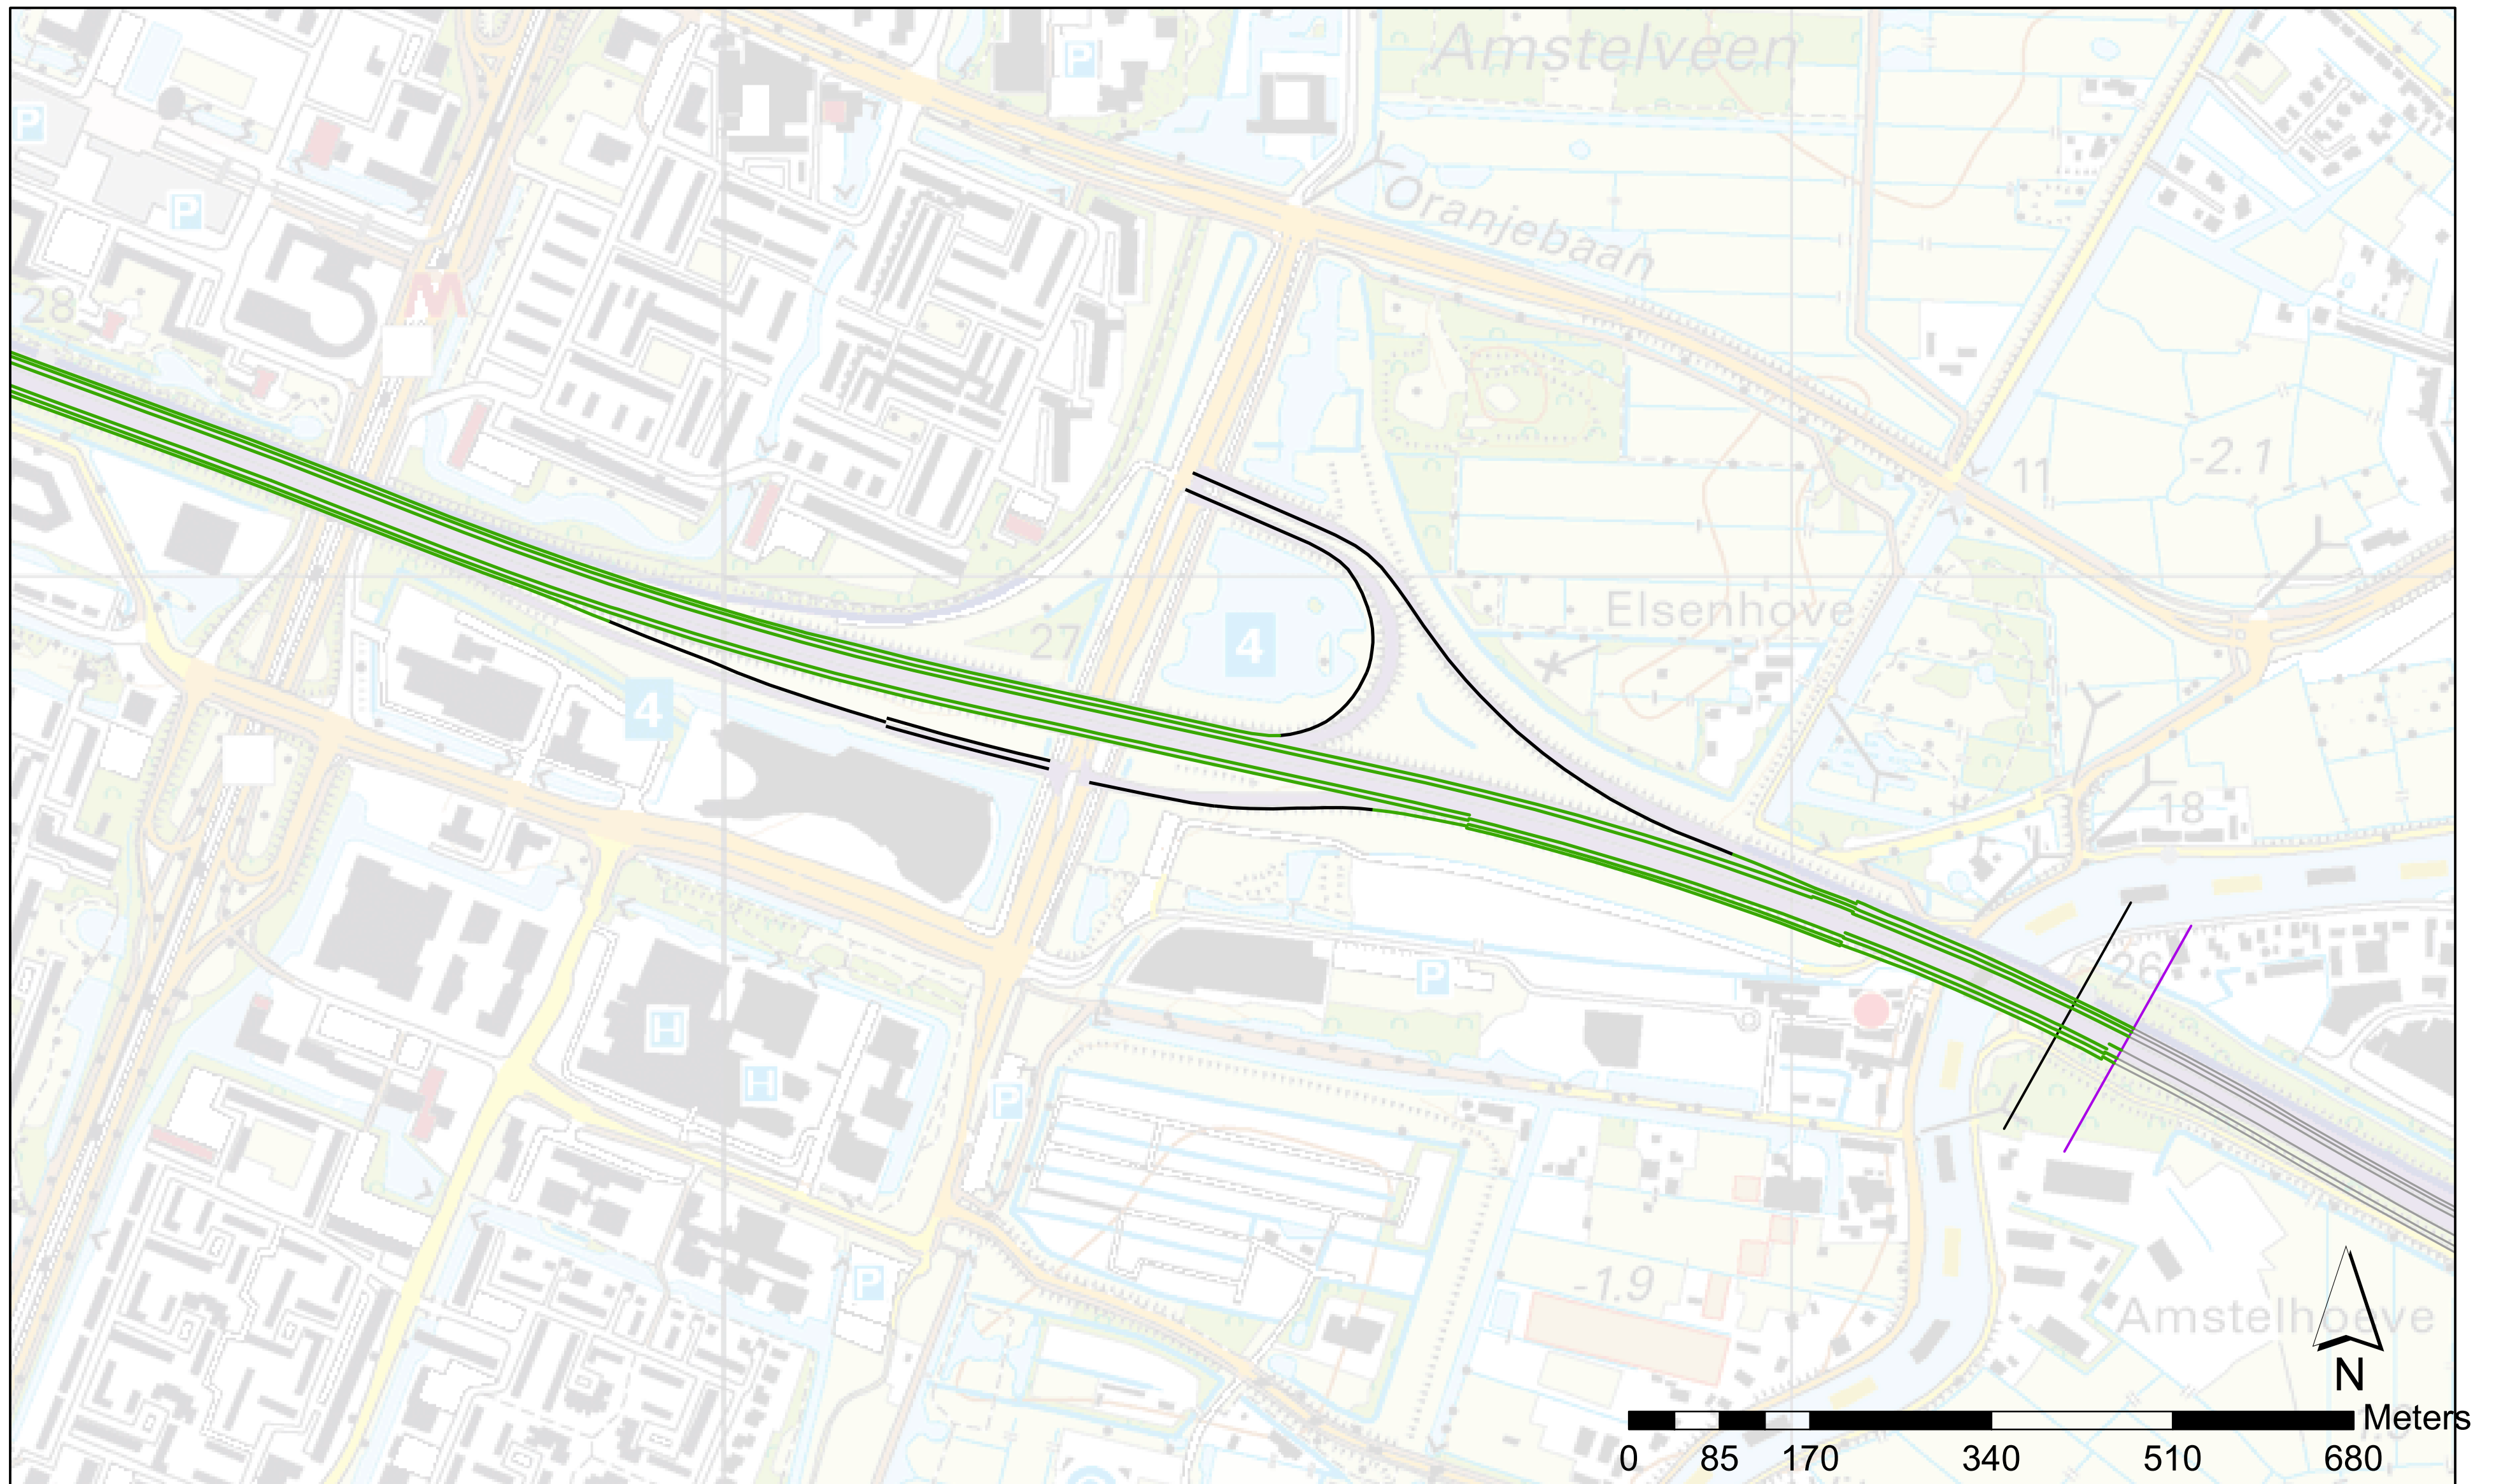 Amstelveen
P
P
P
Oranjebaan
28
M
11
-2.1
Elsenhove
27
4
4
18
26
P
H
H
P
P
-1.9
Amstelhoeve
N
Meters
0 85 170 340 510 680